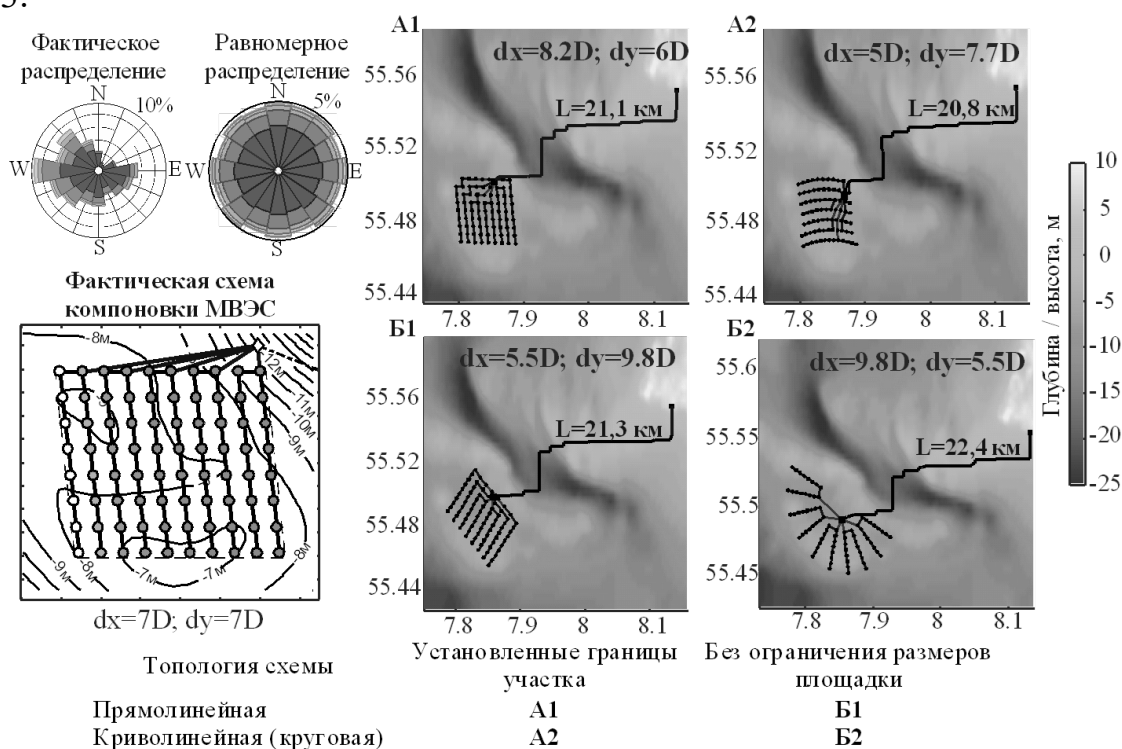 3.
Фактическое распределение
N
10%
W
E
S
Равномерное распределение
N
5%
W
E
S
Фактическая схема
компоновки МВЭС
-8м
-12м
-11м
-10м
-9м
-8м
-7м
-7м
-8м
-9м
dx=7D; dy=7D
А1
dx=8.2D; dy=6D
L=21,1 км
55.56
55.52
55.48
55.44
7.8
7.9
8
8.1
А2
dx=5D; dy=7.7D
L=20,8 км
55.56
55.52
55.48
55.44
7.8
7.9
8
8.1
Б1
dx=5.5D; dy=9.8D
L=21,3 км
55.56
55.52
55.48
55.44
7.8
7.9
8
8.1
Б2
dx=9.8D; dy=5.5D
L=22,4 км
55.6
55.55
55.5
55.45
7.8
7.9
8
8.1
Глубина / высота, м
10
5
0
-5
-10
-15
-20
-25
Топология схемы
Установленные границы
участка
Без ограничения размеров
площадки
Прямолинейная А1 Б1
Криволинейная (круговая) А2 Б2